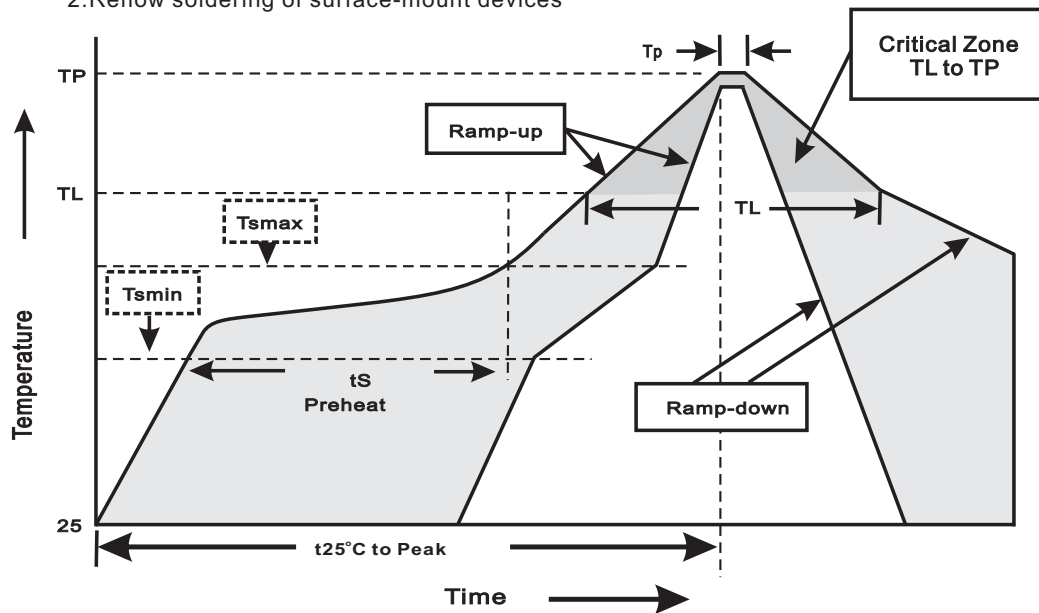 2.Reflow soldering of surface-mount devices
Tp
Critical Zone
TL to TP
TP
Ramp-up
TL
TL
Tsmax
Tsmin
Temperature
tS
Preheat
Ramp-down
25
t25°C to Peak
Time